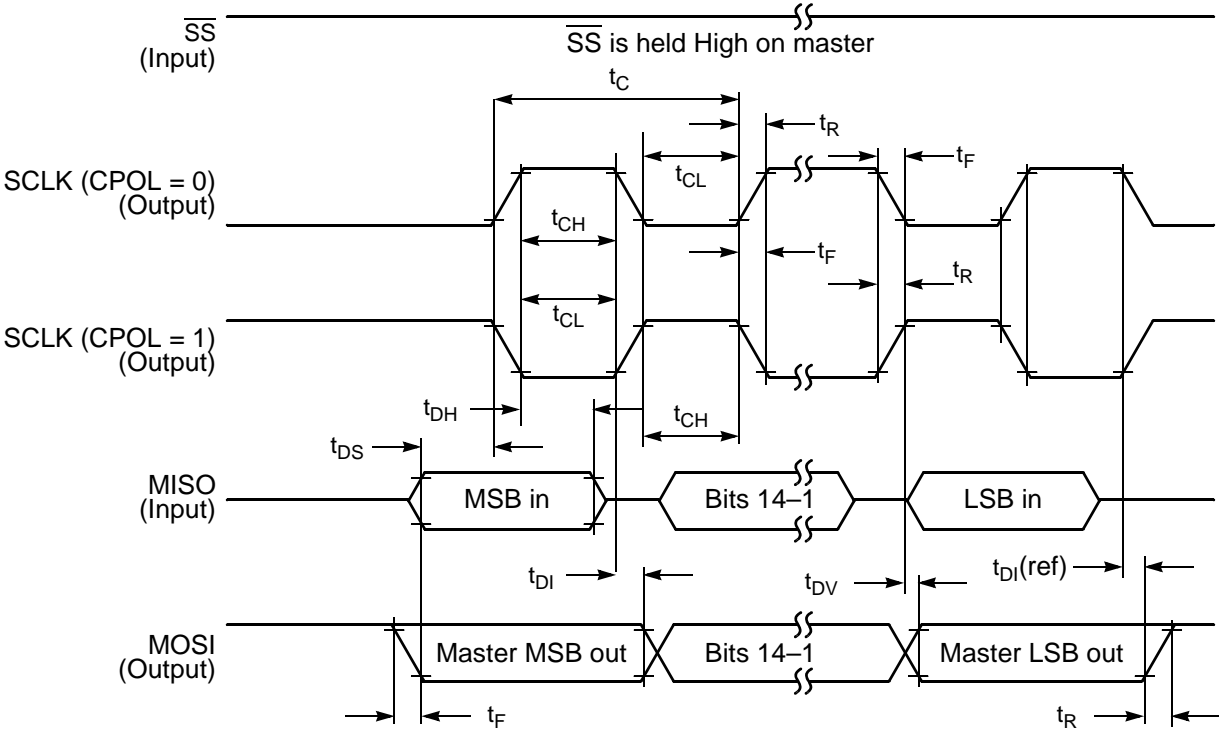 SS
(Input)
SS is held High on master
tC
tR
tF
SCLK (CPOL = 0)
(Output)
tCL
tCH
tF
tR
tCL
SCLK (CPOL = 1)
(Output)
tDH
tCH
tDS
MISO
(Input)
MSB in
Bits 14–1
LSB in
tDI
tDV
tDI(ref)
MOSI
(Output)
Master MSB out
Bits 14–1
Master LSB out
tF
tR